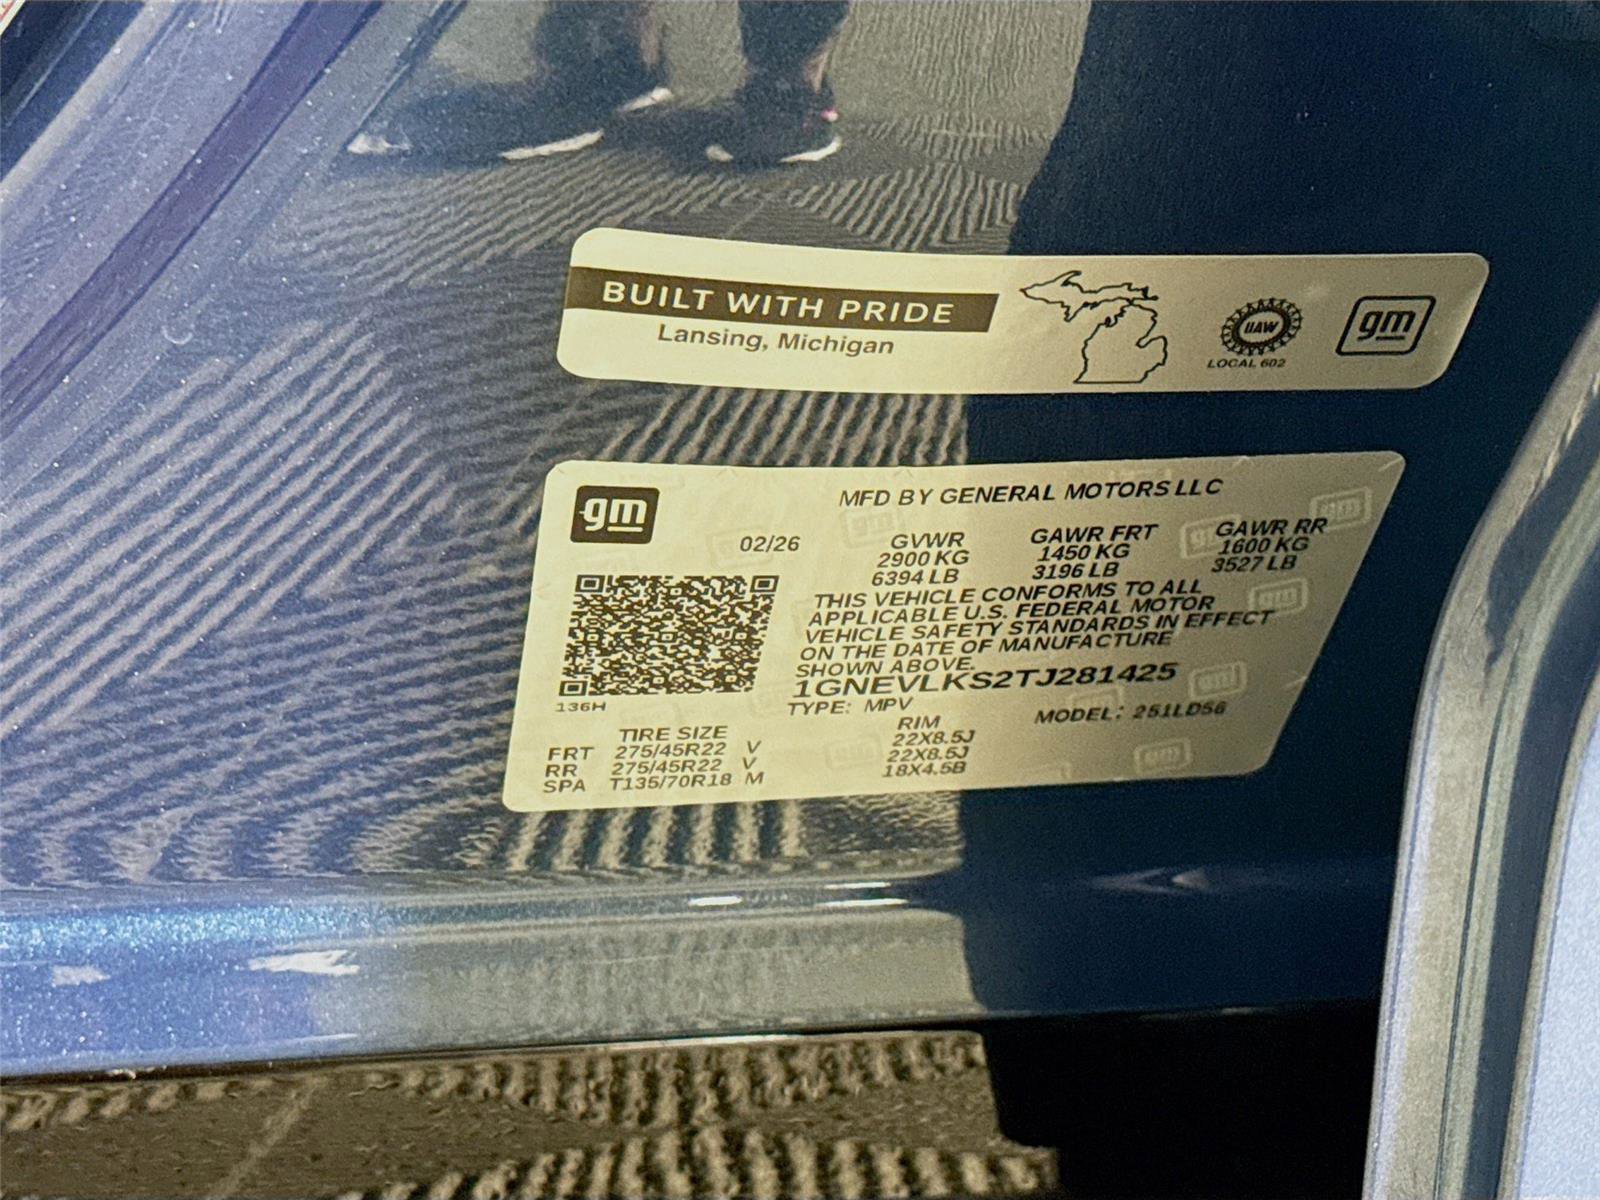 BUILT WITH PRIDE
Lansing, Michigan
UAW
LOCAL 602
gm
gm
MFD BY GENERAL MOTORS LLC
02/26
GVWR GAWR FRT GAWR RR
2900 KG 1450 KG 1600 KG
6394 LB 3196 LB 3527 LB
THIS VEHICLE CONFORMS TO ALL
APPLICABLE U.S. FEDERAL MOTOR
VEHICLE SAFETY STANDARDS IN EFFECT
ON THE DATE OF MANUFACTURE
SHOWN ABOVE.
1GNEVLKS2TJ281425
136H
TYPE: MPV MODEL: 251LD56
TIRE SIZE RIM
FRT 275/45R22 V 22X8.5J
RR 275/45R22 V 22X8.5J
SPA T135/70R18 M 18X4.5B